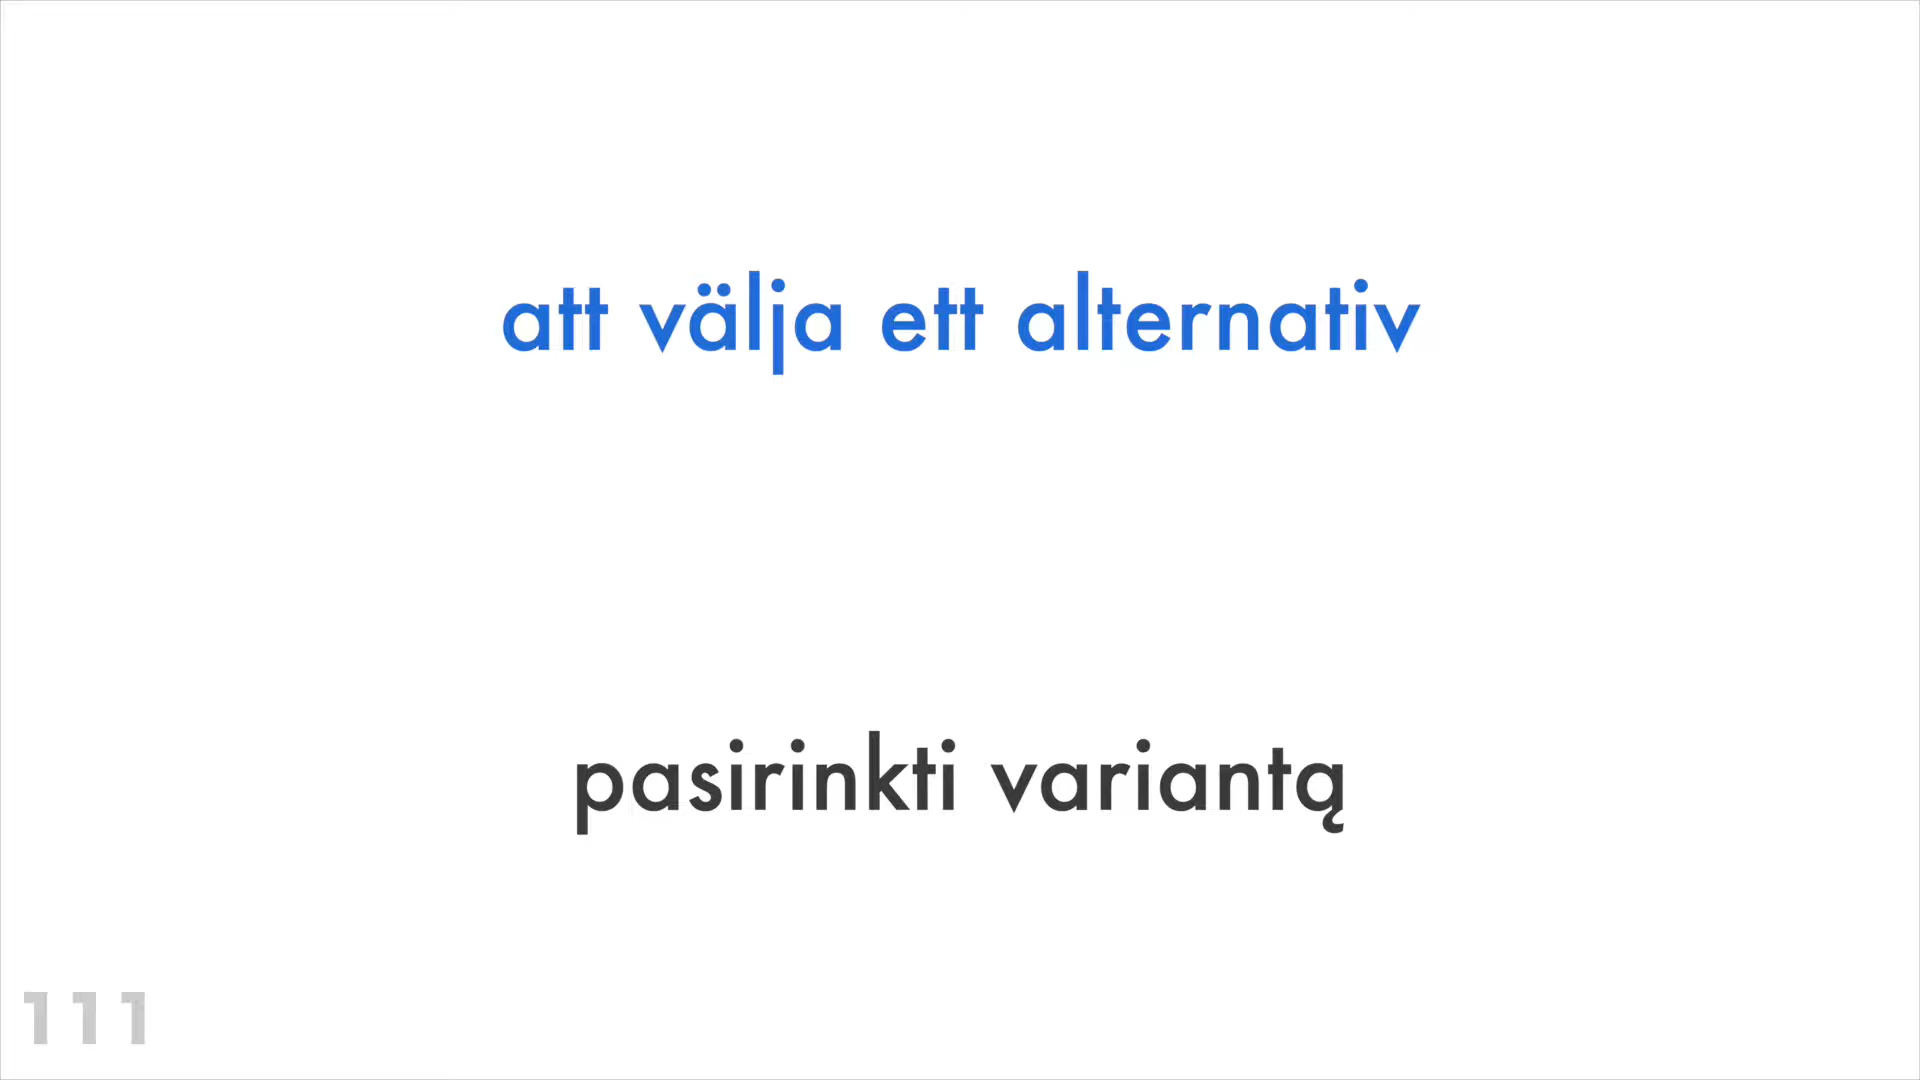 att välja ett alternativ
pasirinkti variantą
111